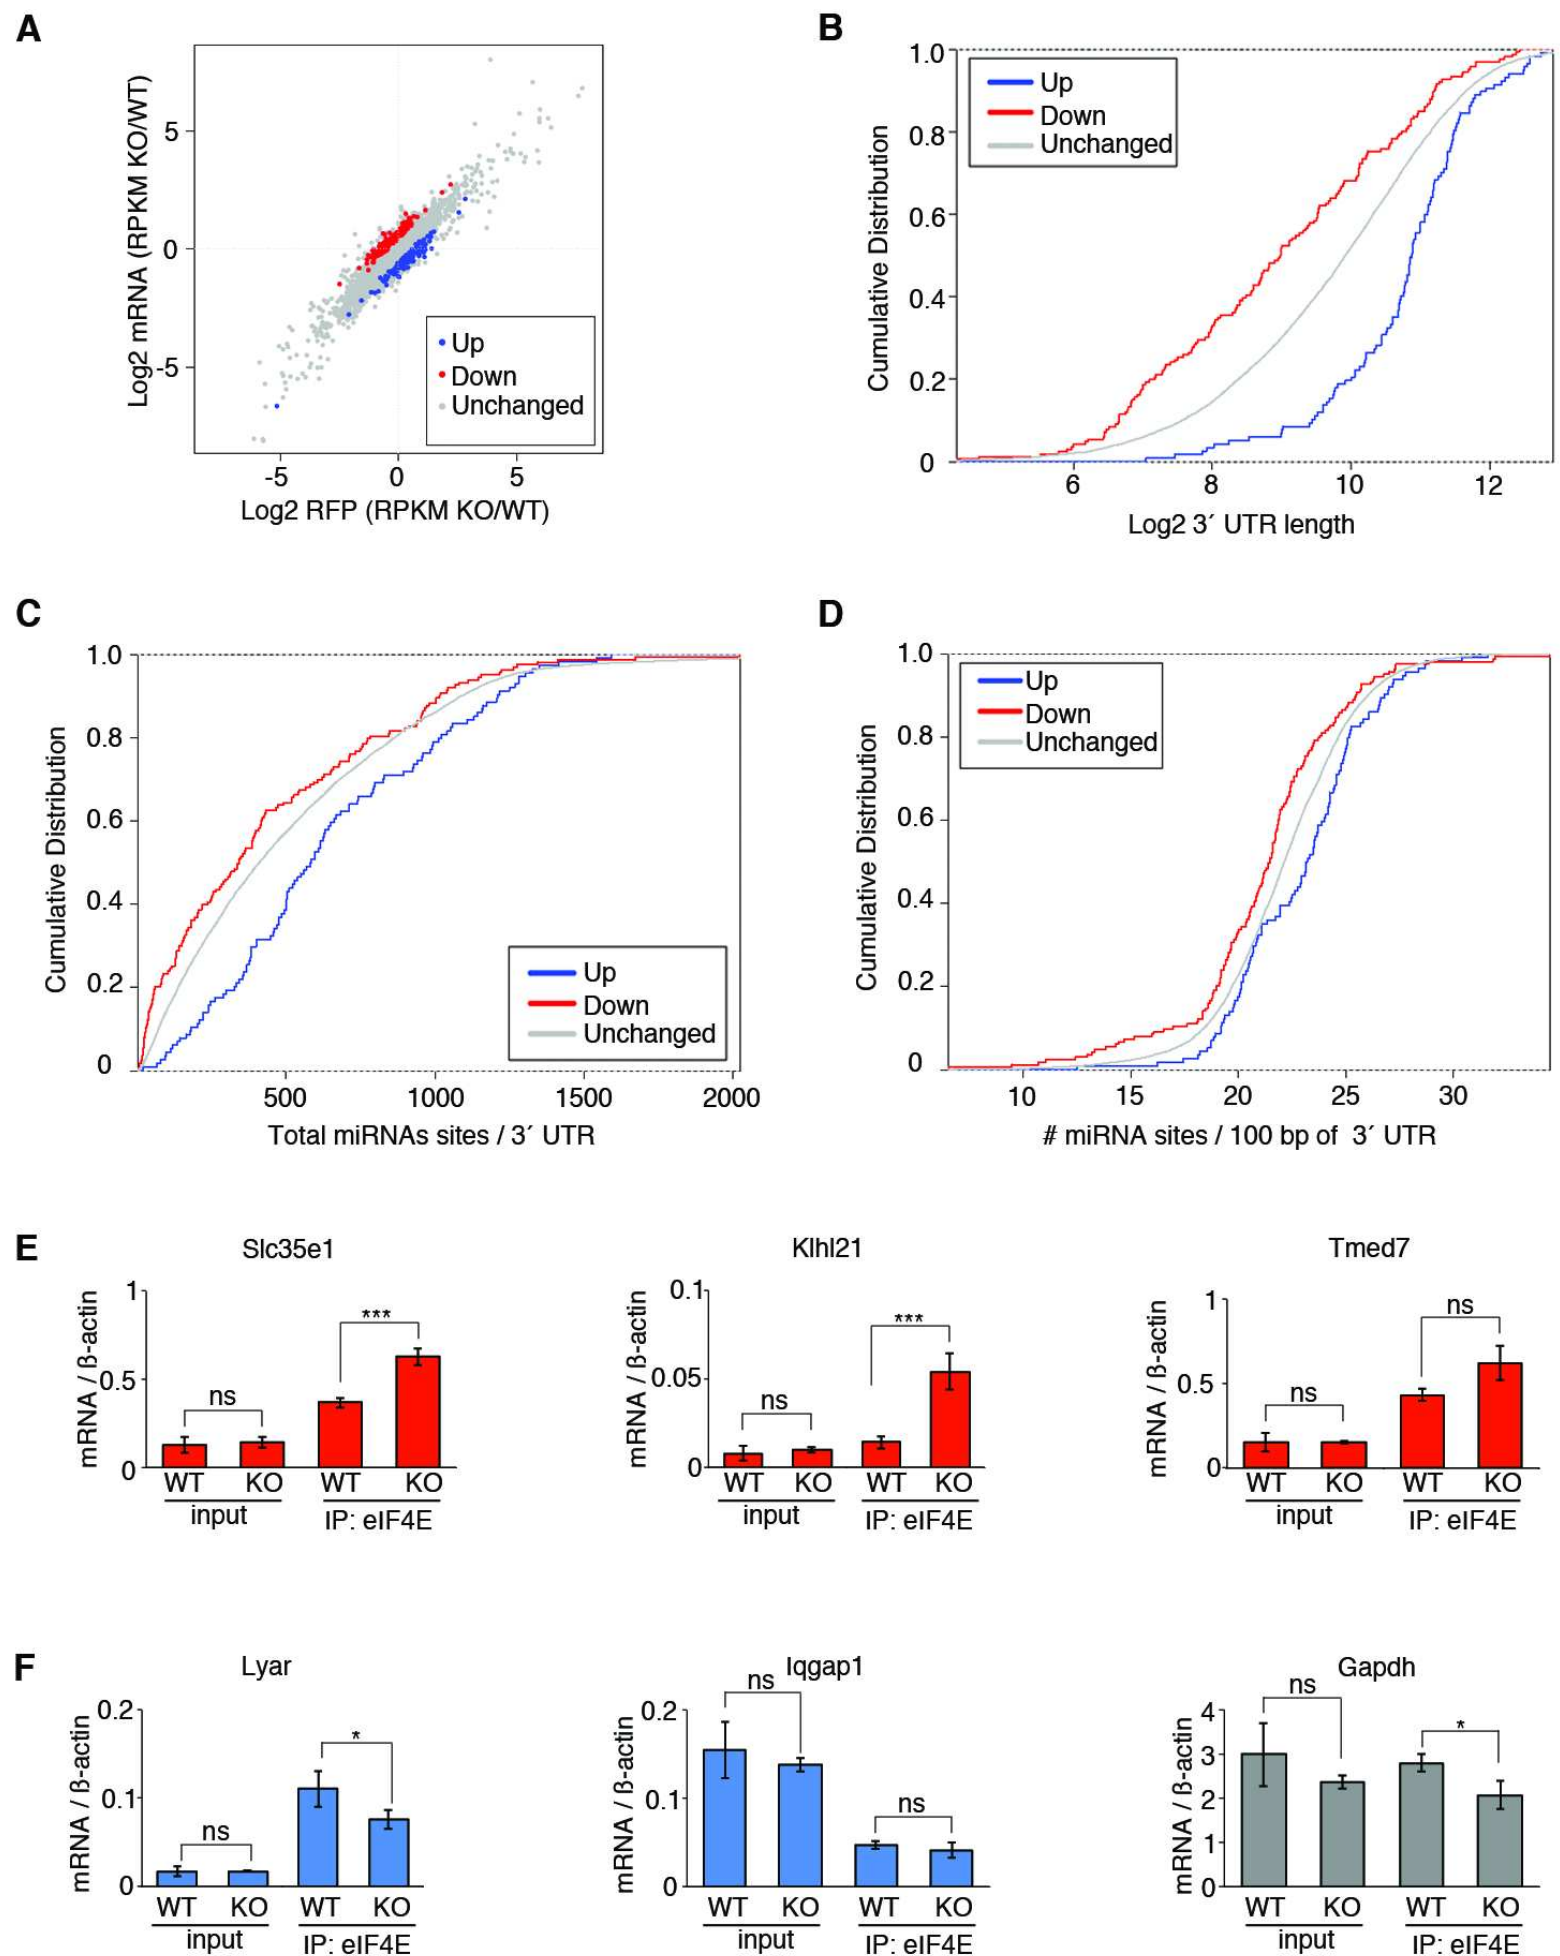 A
Log2 mRNA (RPKM KO/WT)
5
0
-5
Up
Down
Unchanged
-5
0
5
Log2 RFP (RPKM KO/WT)
B
Cumulative Distribution
1.0
0.8
0.6
0.4
0.2
0
Up
Down
Unchanged
6
8
10
12
Log2 3´ UTR length
C
Cumulative Distribution
1.0
0.8
0.6
0.4
0.2
0
Up
Down
Unchanged
500
1000
1500
2000
Total miRNAs sites / 3´ UTR
D
Cumulative Distribution
1.0
0.8
0.6
0.4
0.2
0
Up
Down
Unchanged
10
15
20
25
30
# miRNA sites / 100 bp of 3´ UTR
E
Slc35e1
mRNA / ß-actin
1
0.5
0
ns
***
WT KO WT KO
input IP: eIF4E
Klhl21
mRNA / ß-actin
0.1
0.05
0
ns
***
WT KO WT KO
input IP: eIF4E
Tmed7
mRNA / ß-actin
1
0.5
0
ns
ns
WT KO WT KO
input IP: eIF4E
F
Lyar
mRNA / ß-actin
0.2
0.1
0
ns
*
WT KO WT KO
input IP: eIF4E
Iqgap1
mRNA / ß-actin
0.2
0.1
0
ns
ns
WT KO WT KO
input IP: eIF4E
Gapdh
mRNA / ß-actin
4
3
2
1
0
ns
*
WT KO WT KO
input IP: eIF4E